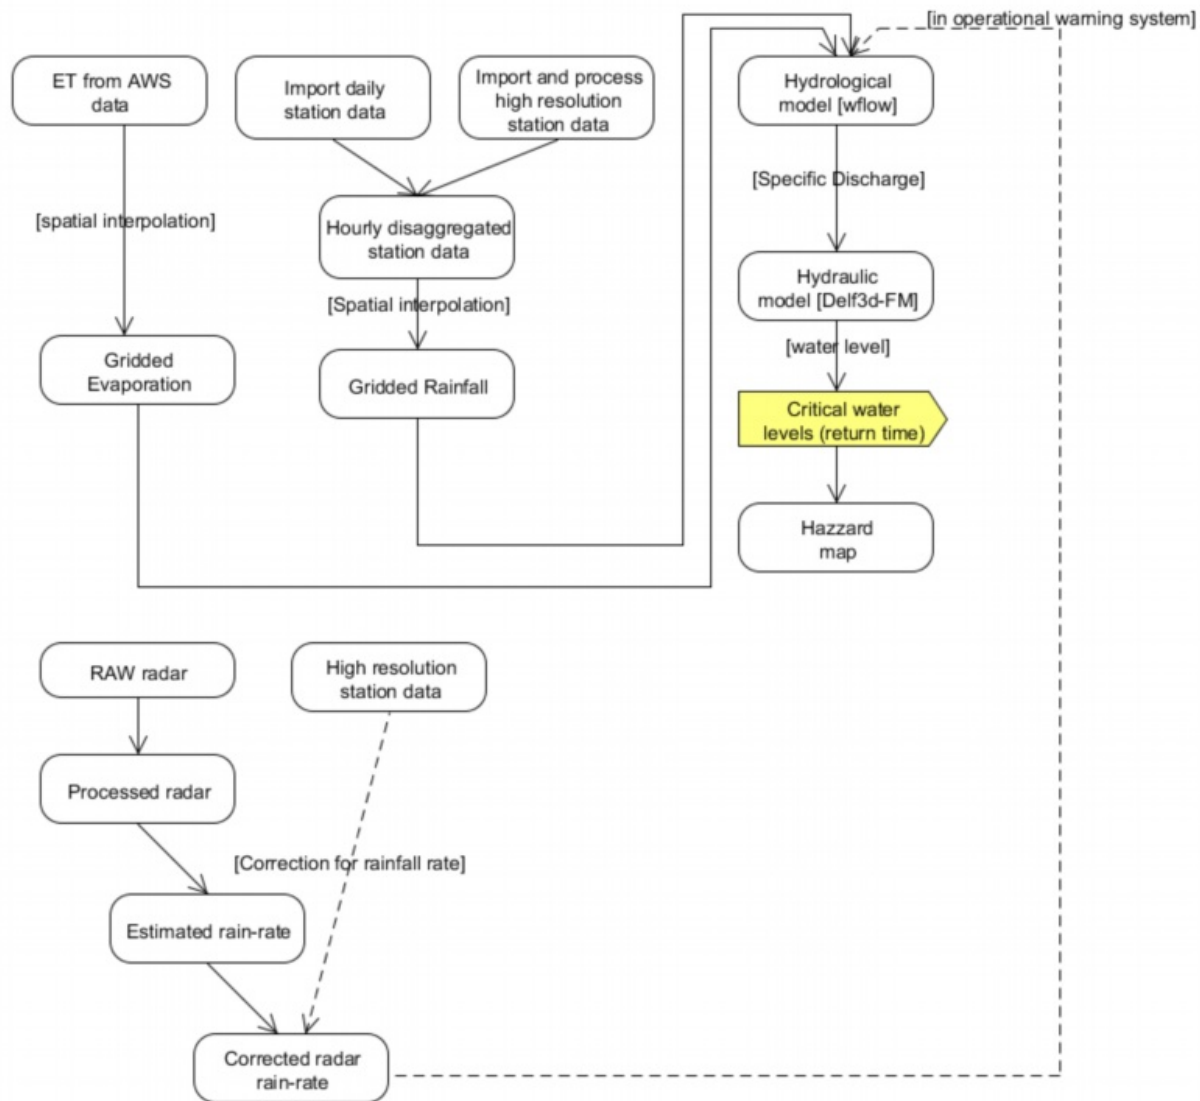 [in operational warning system]
ET from AWS
data
Import daily
station data
Import and process
high resolution
station data
Hydrological
model [wflow]
[Specific Discharge]
[spatial interpolation]
Hourly disaggregated
station data
Hydraulic
model [Delf3d-FM]
[Spatial interpolation]
[water level]
Gridded
Evaporation
Gridded Rainfall
Critical water
levels (return time)
Hazzard
map
RAW radar
High resolution
station data
Processed radar
[Correction for rainfall rate]
Estimated rain-rate
Corrected radar
rain-rate